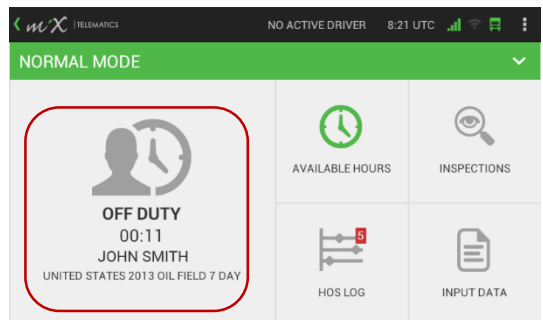 miX TELEMATICS NO ACTIVE DRIVER 8:21 UTC
NORMAL MODE
OFF DUTY
00:11
JOHN SMITH
UNITED STATES 2013 OIL FIELD 7 DAY
AVAILABLE HOURS
INSPECTIONS
5
HOS LOG
INPUT DATA